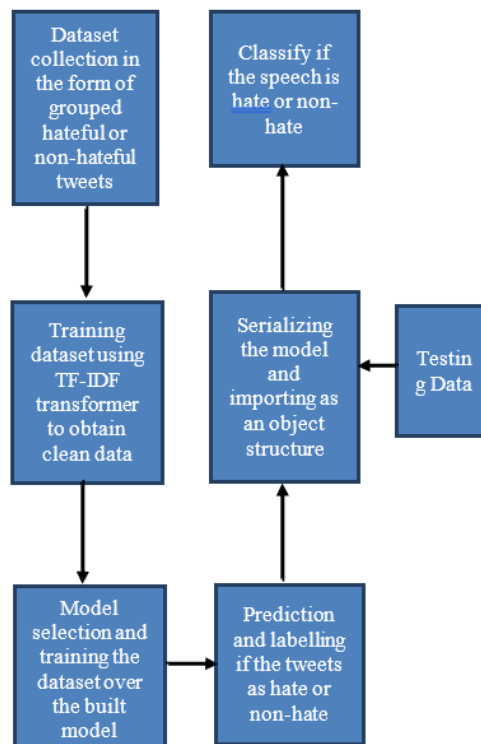 Dataset
collection in
the form of
grouped
hateful or
non-hateful
tweets
Training
dataset using
TF-IDF
transformer
to obtain
clean data
Model
selection and
training the
dataset over
the built
model
Prediction
and labelling
if the tweets
as hate or
non-hate
Serializing
the model
and
importing as
an object
structure
Testin
g Data
Classify if
the speech is
hate or non-
hate